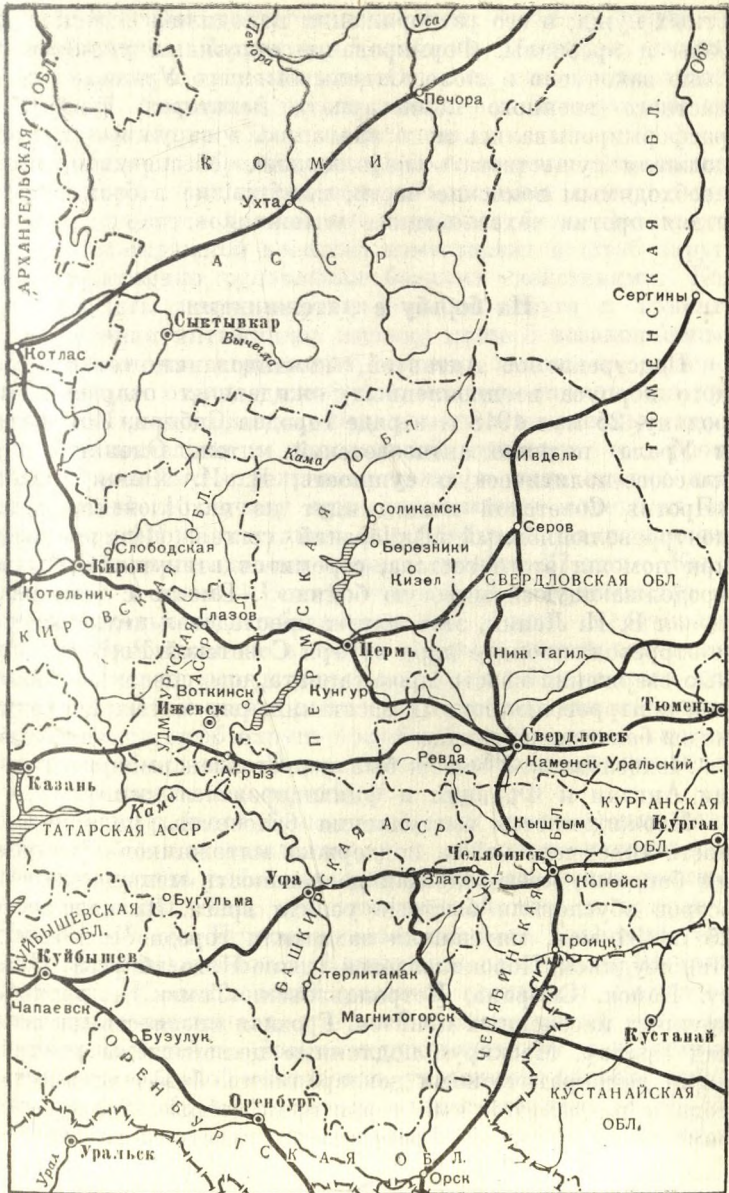 Уса
Печора
Обь
Печора
КОМИ
АРХАНГЕЛЬСКАЯ ОБЛ.
Ухта
АССР
ТЮМЕНСКАЯ ОБЛ.
Сергины
Сыктывкар
Вычегда
Котлас
Кама
Ивдель
Соликамск
Серов
Березники
Слободская
Киров
Кизел
СВЕРДЛОВСКАЯ ОБЛ
Котельнич
КИРОВСКАЯ ОБЛ.
Глазов
ПЕРМСКАЯ ОБЛ.
Пермь
Ниж. Тагил
УДМУРТСКАЯ АССР
Воткинск
Кунгур
Ижевск
Тюмень
Свердловск
Ревда
Каменск-Уральский
Казань
Агрыз
Кама
КУРГАНСКАЯ ОБЛ.
ТАТАРСКАЯ АССР
Кыштым
Курган
БАШКИРСКАЯ АССР
Челябинск
Уфа
Златоуст
Копейск
Бугульма
КУЙБЫШЕВСКАЯ ОБЛ.
Троицк
Куйбышев
Стерлитамак
ЧЕЛЯБИНСКАЯ ОБЛ.
Чапаевск
Магнитогорск
Бузулук
Кустанай
ОРЕНБУРГСКАЯ ОБЛ.
Оренбург
КУСТАНАЙСКАЯ ОБЛ.
Уральск
Урал
Орск